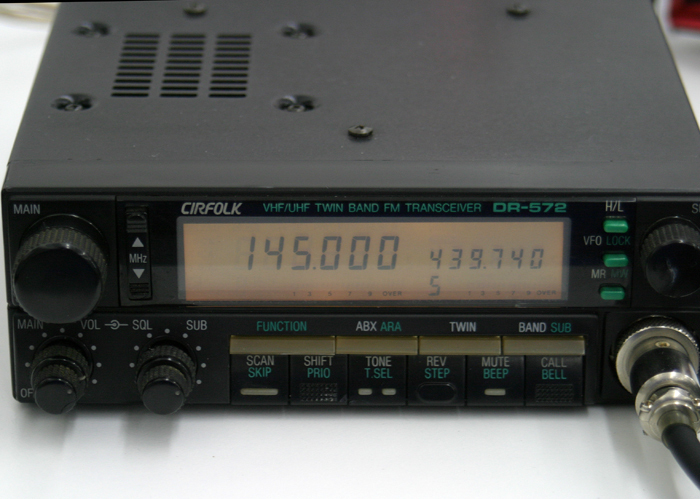 CIRFOLK VHF/UHF TWIN BAND FM TRANSCEIVER DR-572 H/L
MAIN
MHz
145.000 439.740
S
OVER OVER
VFO LOCK
MR
MAIN VOL SQL SUB
FUNCTION ABX ARA TWIN BAND SUB
SCAN SHIFT TONE REV MUTE CALL
SKIP PRIO T.SEL STEP BEEP BELL
OF